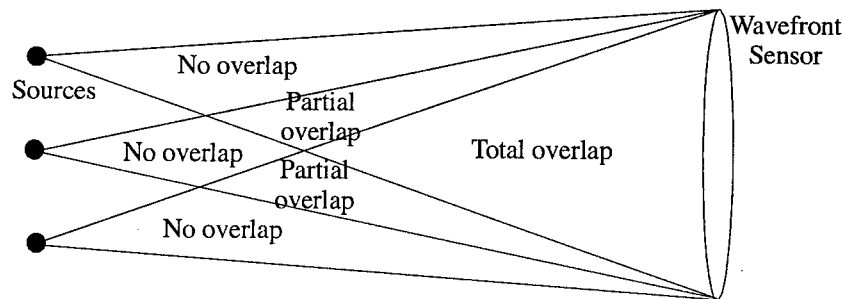 Wavefront
Sensor
No overlap
Sources
Partial
overlap
No overlap
Total overlap
Partial
overlap
No overlap